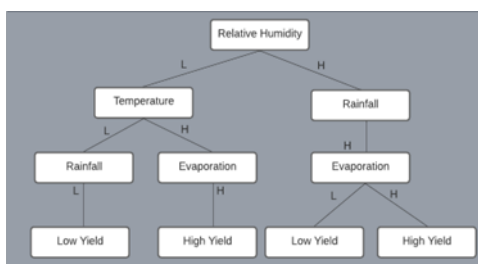 Relative Humidity
L
H
Temperature
Rainfall
L
H
H
Rainfall
Evaporation
Evaporation
L
H
L
H
Low Yield
High Yield
Low Yield
High Yield